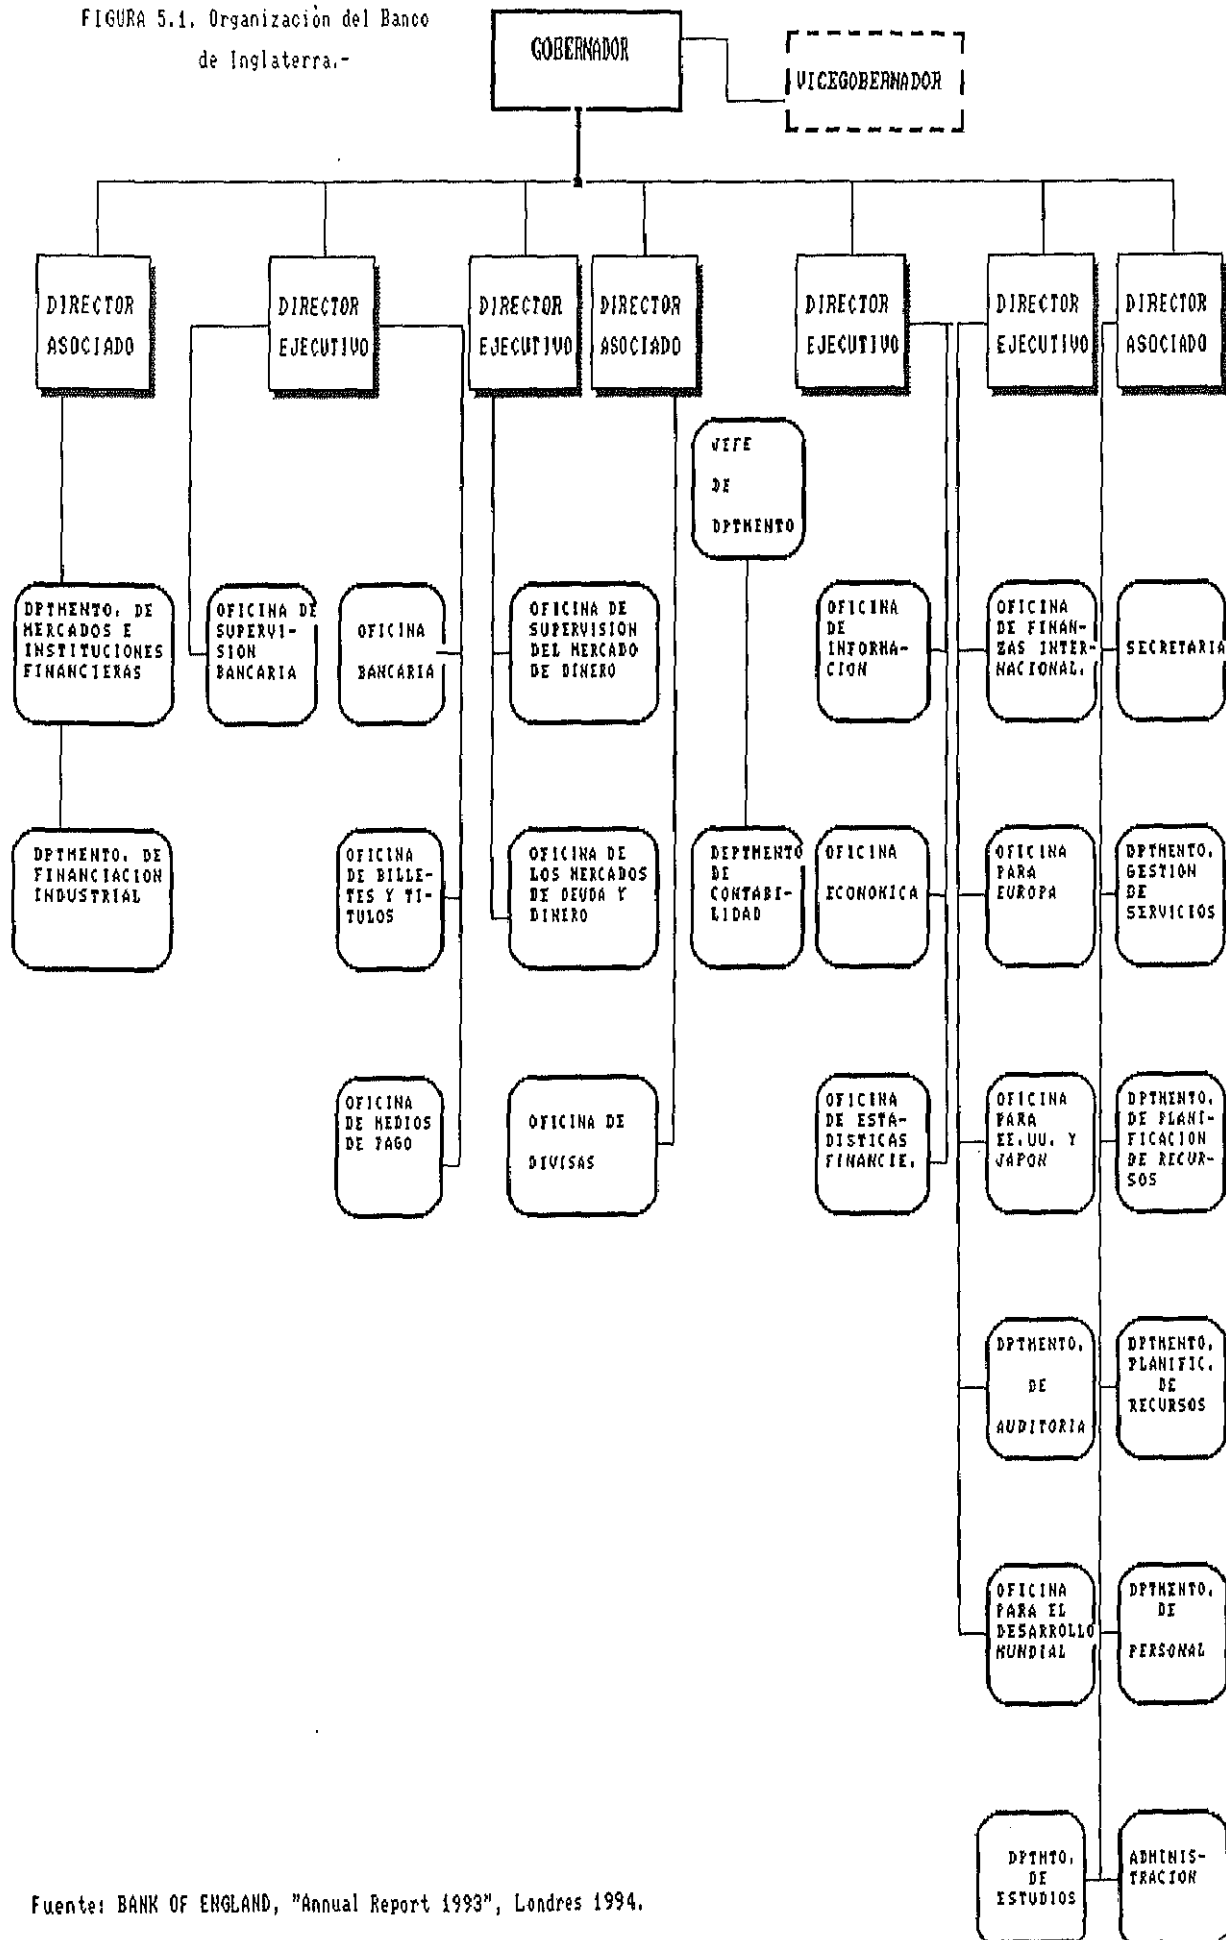 FIGURA 5.1. Organización del Banco
de Inglaterra.-
GOBERNADOR
VICEGOBERNADOR
DIRECTOR
ASOCIADO
DIRECTOR
EJECUTIVO
DIRECTOR
EJECUTIVO
DIRECTOR
ASOCIADO
DIRECTOR
EJECUTIVO
DIRECTOR
EJECUTIVO
DIRECTOR
ASOCIADO
JEFE
DE
DPTMENTO
DPTMENTO. DE
MERCADOS E
INSTITUCIONES
FINANCIERAS
OFICINA DE
SUPERVI-
SION
BANCARIA
OFICINA
BANCARIA
OFICINA DE
SUPERVISION
DEL MERCADO
DE DINERO
OFICINA
DE
INFORMA-
CION
OFICINA
DE FINAN-
ZAS INTER-
NACIONAL.
SECRETARIA
DPTMENTO. DE
FINANCIACION
INDUSTRIAL
OFICINA
DE BILLE-
TES Y TI-
TULOS
OFICINA DE
LOS MERCADOS
DE DEUDA Y
DINERO
DEPTMENTO
DE
CONTABI-
LIDAD
OFICINA
ECONOMICA
OFICINA
PARA
EUROPA
DPTMENTO.
GESTION
DE
SERVICIOS
OFICINA
DE MEDIOS
DE PAGO
OFICINA DE
DIVISAS
OFICINA
DE ESTA-
DISTICAS
FINANCIE.
OFICINA
PARA
EE.UU. Y
JAPON
DPTMENTO.
DE PLANI-
FICACION
DE RECUR-
SOS
DPTMENTO.
DE
AUDITORIA
DPTMENTO.
PLANIFIC.
DE
RECURSOS
OFICINA
PARA EL
DESARROLLO
MUNDIAL
DPTMENTO.
DE
PERSONAL
DPTMTO.
DE
ESTUDIOS
ADMINIS-
TRACION
Fuente: BANK OF ENGLAND, "Annual Report 1993", Londres 1994.